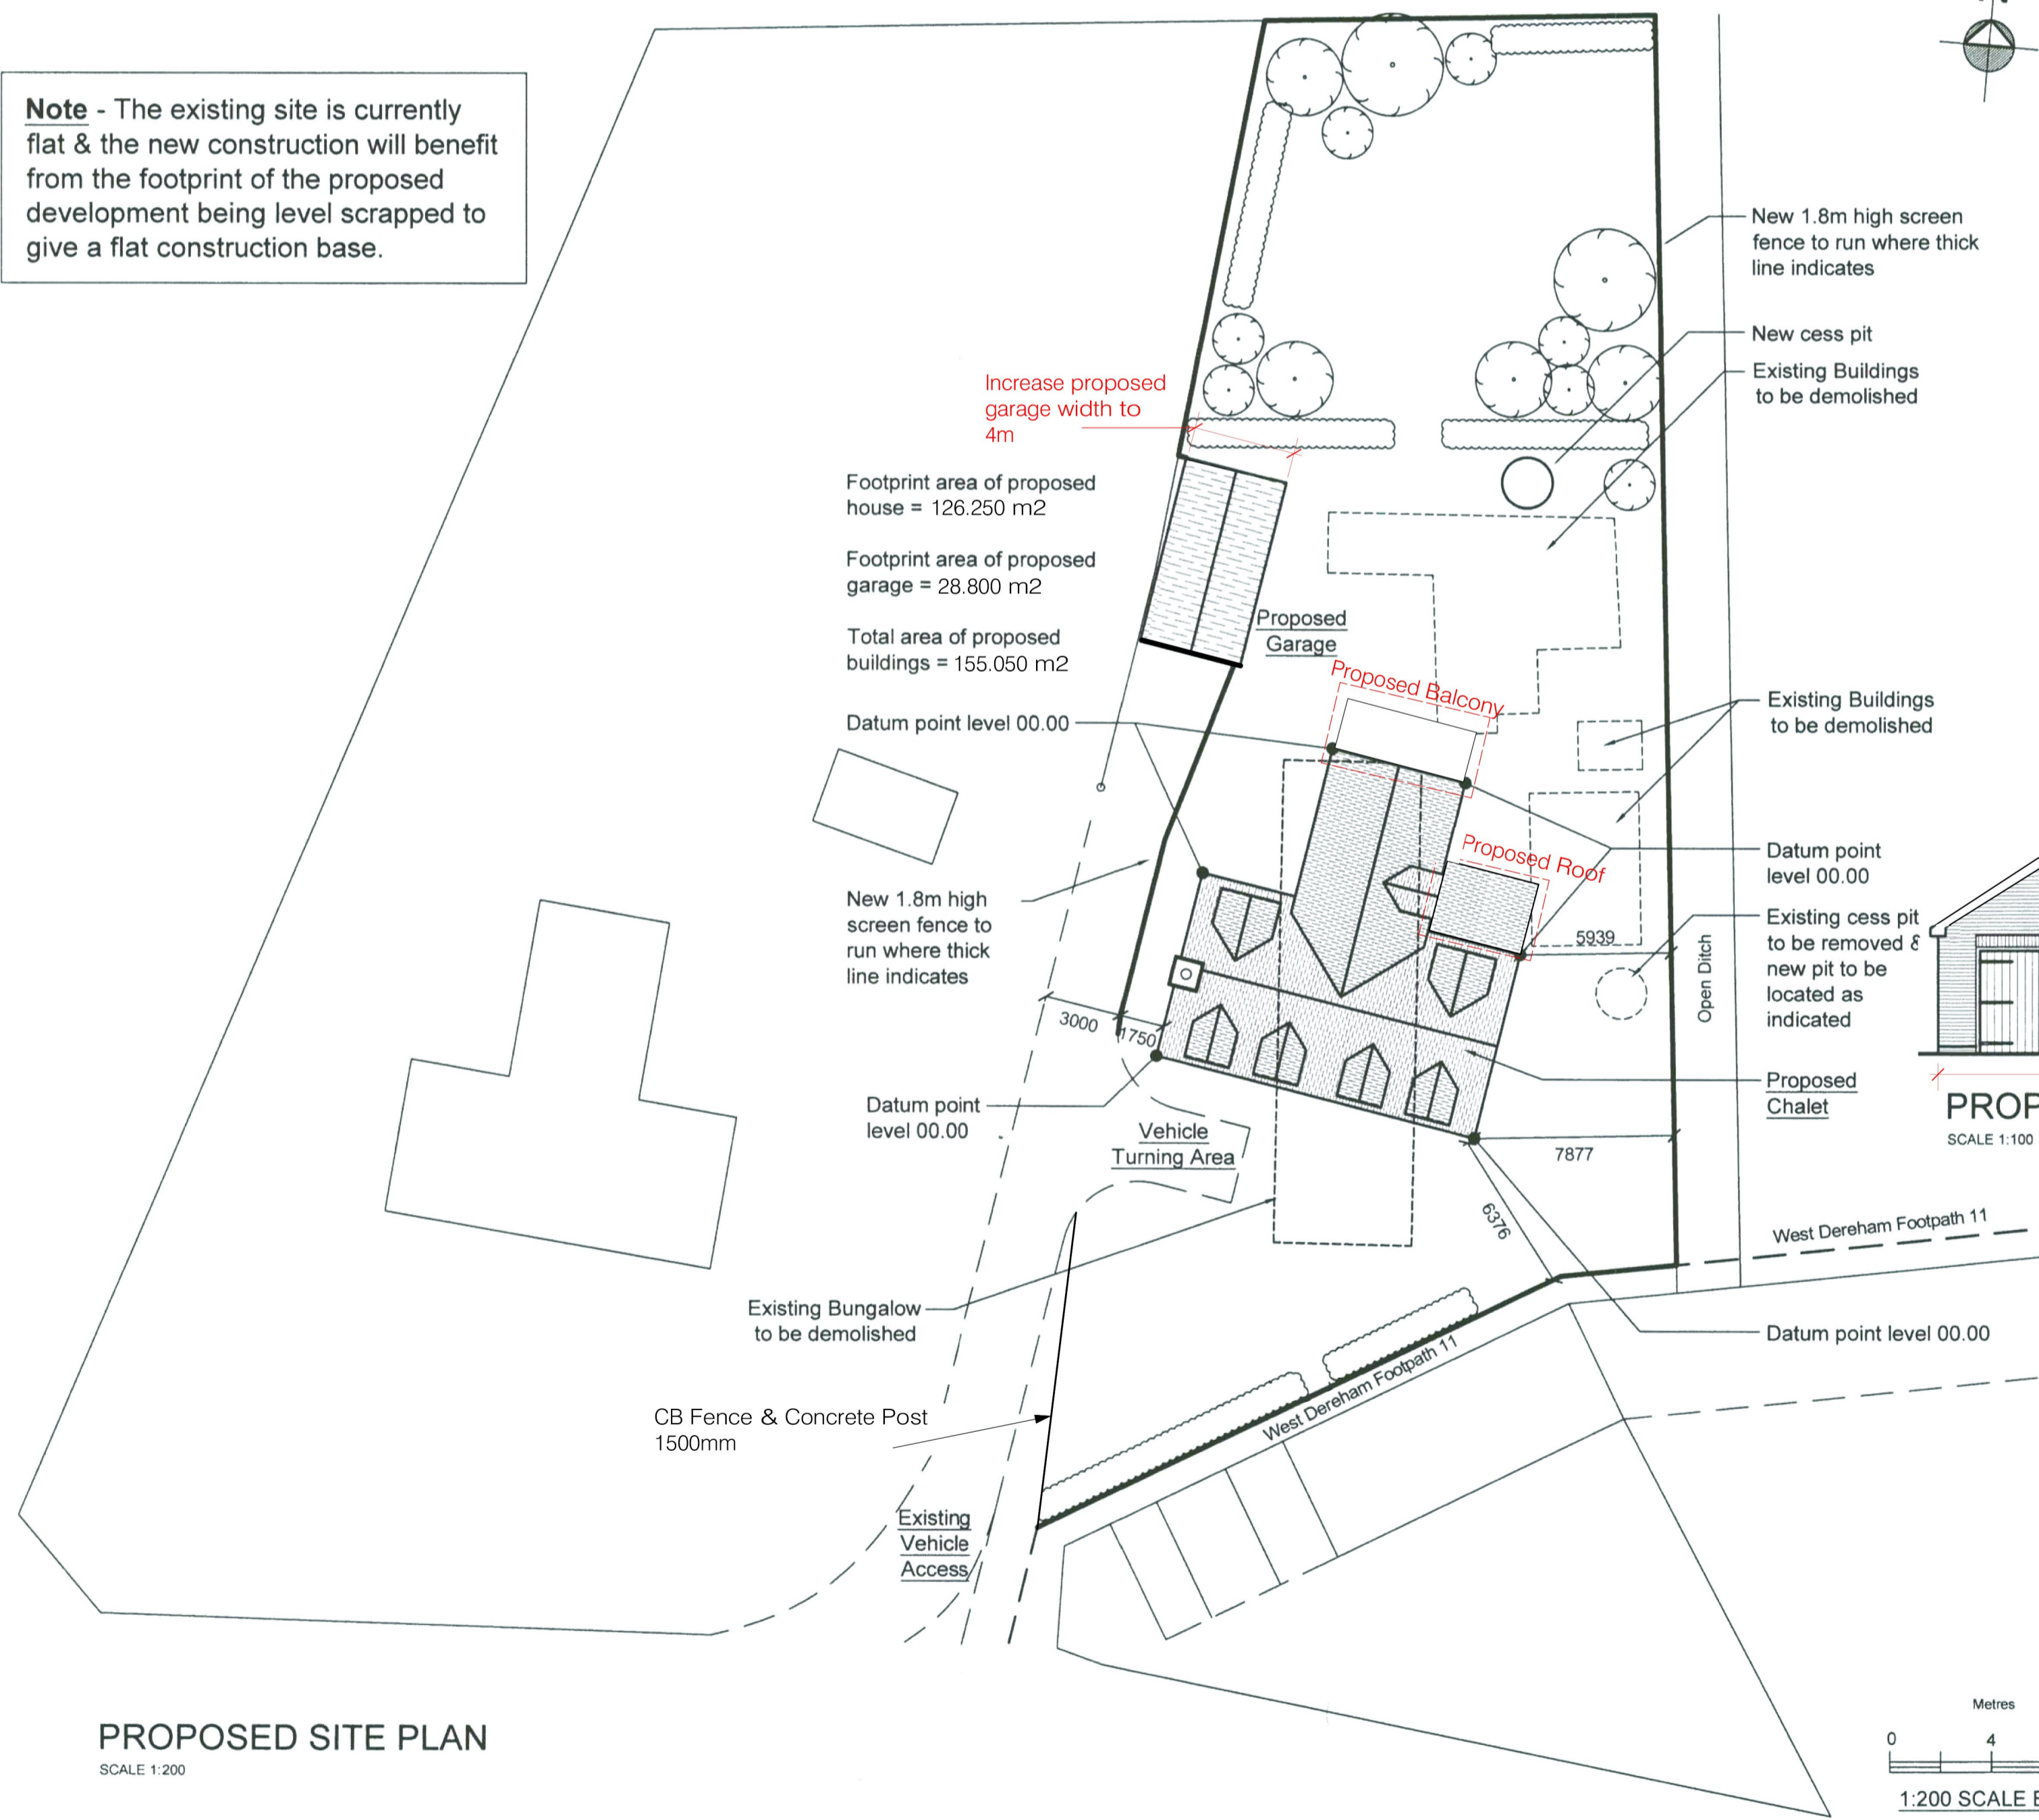 Note - The existing site is currently
flat & the new construction will benefit
from the footprint of the proposed
development being level scrapped to
give a flat construction base.
New 1.8m high screen
fence to run where thick
line indicates
New cess pit
Existing Buildings
to be demolished
Increase proposed
garage width to
4m
Footprint area of proposed
house = 126.250 m2
Footprint area of proposed
garage = 28.800 m2
Total area of proposed
buildings = 155.050 m2
Proposed
Garage
Proposed Balcony
Datum point level 00.00
Existing Buildings
to be demolished
Proposed Roof
Datum point
level 00.00
New 1.8m high
screen fence to
run where thick
line indicates
Existing cess pit
to be removed &
new pit to be
located as
indicated
5939
Open Ditch
3000
1750
Proposed
Chalet
PROP
SCALE 1:100
Datum point
level 00.00
Vehicle
Turning Area
7877
6376
West Dereham Footpath 11
Existing Bungalow
to be demolished
Datum point level 00.00
West Dereham Footpath 11
CB Fence & Concrete Post
1500mm
Existing
Vehicle
Access
PROPOSED SITE PLAN
SCALE 1:200
Metres
0 4
1:200 SCALE